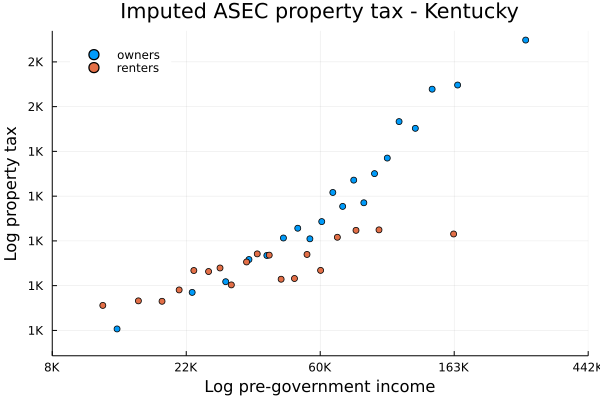 Imputed ASEC property tax - Kentucky
owners
renters
Log property tax
2K
2K
1K
1K
1K
1K
1K
8K 22K 60K 163K 442K
Log pre-government income